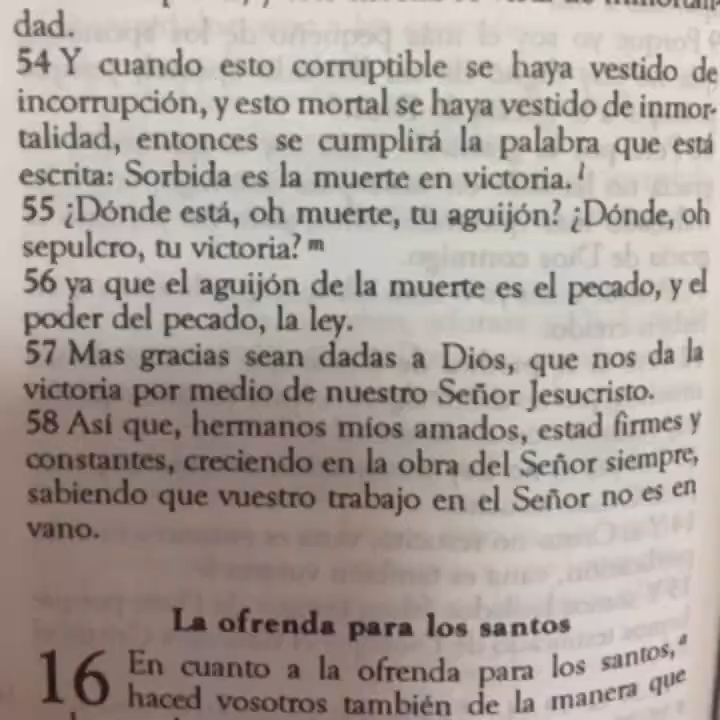 dad.
54 Y cuando esto corruptible se haya vestido de
incorrupción, y esto mortal se haya vestido de inmor-
talidad, entonces se cumplirá la palabra que está
escrita: Sorbida es la muerte en victoria. l
55 ¿Dónde está, oh muerte, tu aguijón? ¿Dónde, oh
sepulcro, tu victoria? m
56 ya que el aguijón de la muerte es el pecado, y el
poder del pecado, la ley.
57 Mas gracias sean dadas a Dios, que nos da la
victoria por medio de nuestro Señor Jesucristo.
58 Así que, hermanos míos amados, estad firmes y
constantes, creciendo en la obra del Señor siempre,
sabiendo que vuestro trabajo en el Señor no es en
vano.
La ofrenda para los santos
16 En cuanto a la ofrenda para los santos, a
haced vosotros también de la manera que